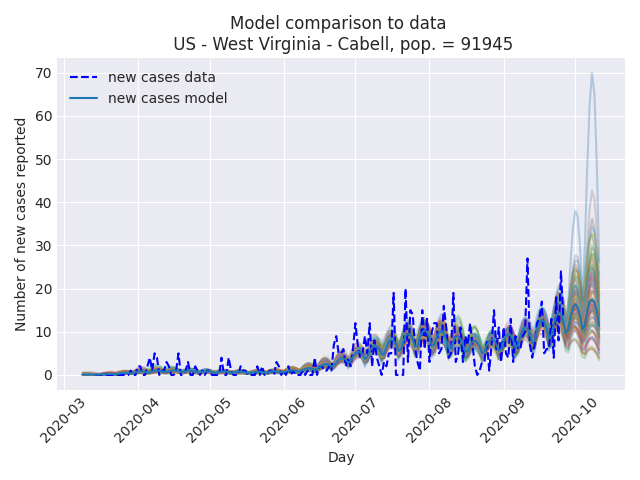 Model comparison to data
US - West Virginia - Cabell, pop. = 91945
new cases data
new cases model
Number of new cases reported
70
60
50
40
30
20
10
0
2020-03
2020-04
2020-05
2020-06
2020-07
2020-08
2020-09
2020-10
Day